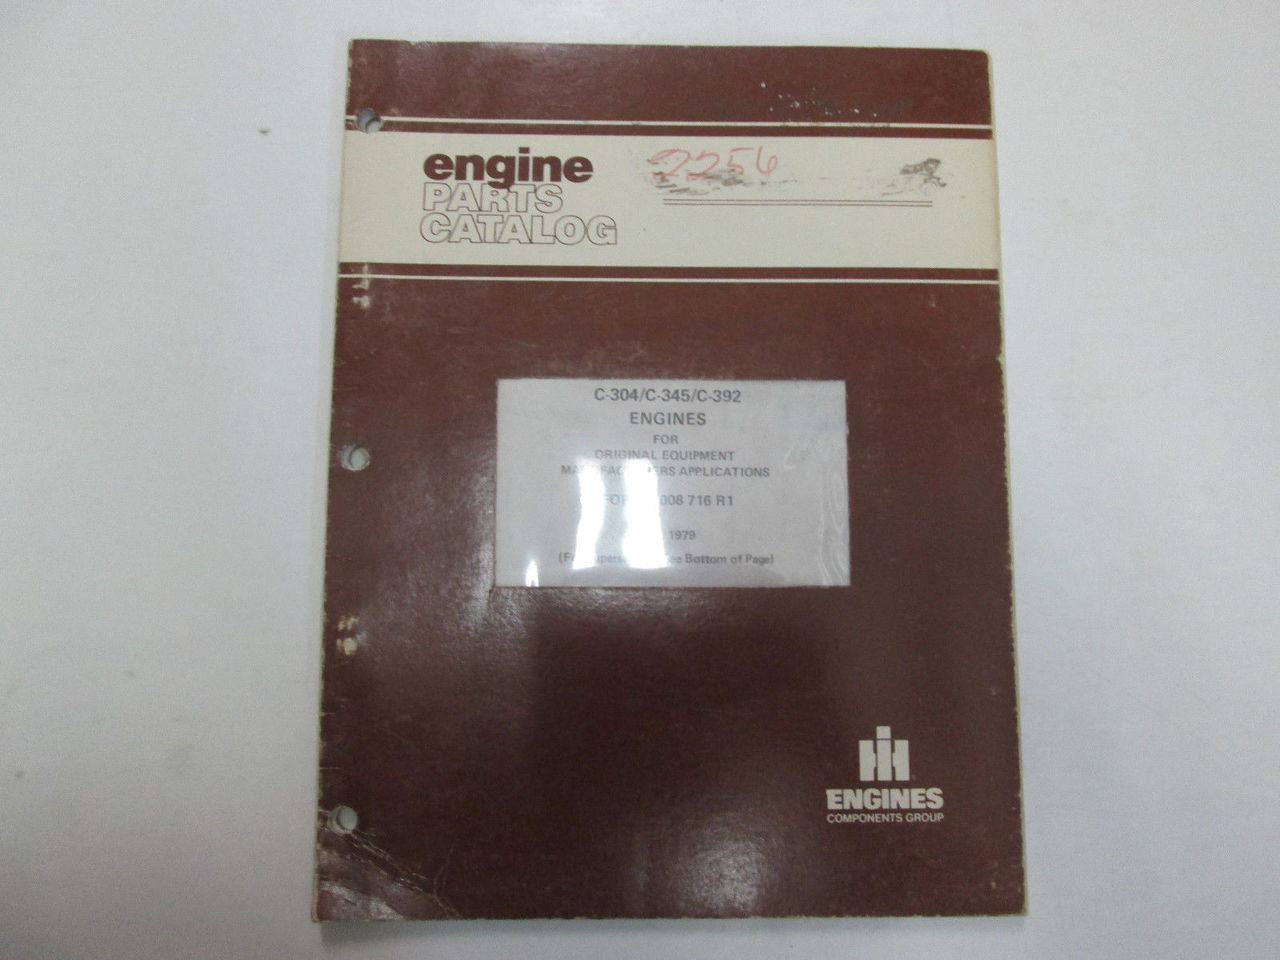 engine
PARTS
CATALOG
2256
C-304/C-345/C-392
ENGINES
FOR
ORIGINAL EQUIPMENT
APPLICATIONS
716 R1
1979
Bottom of Page)
IH
ENGINES
COMPONENTS GROUP